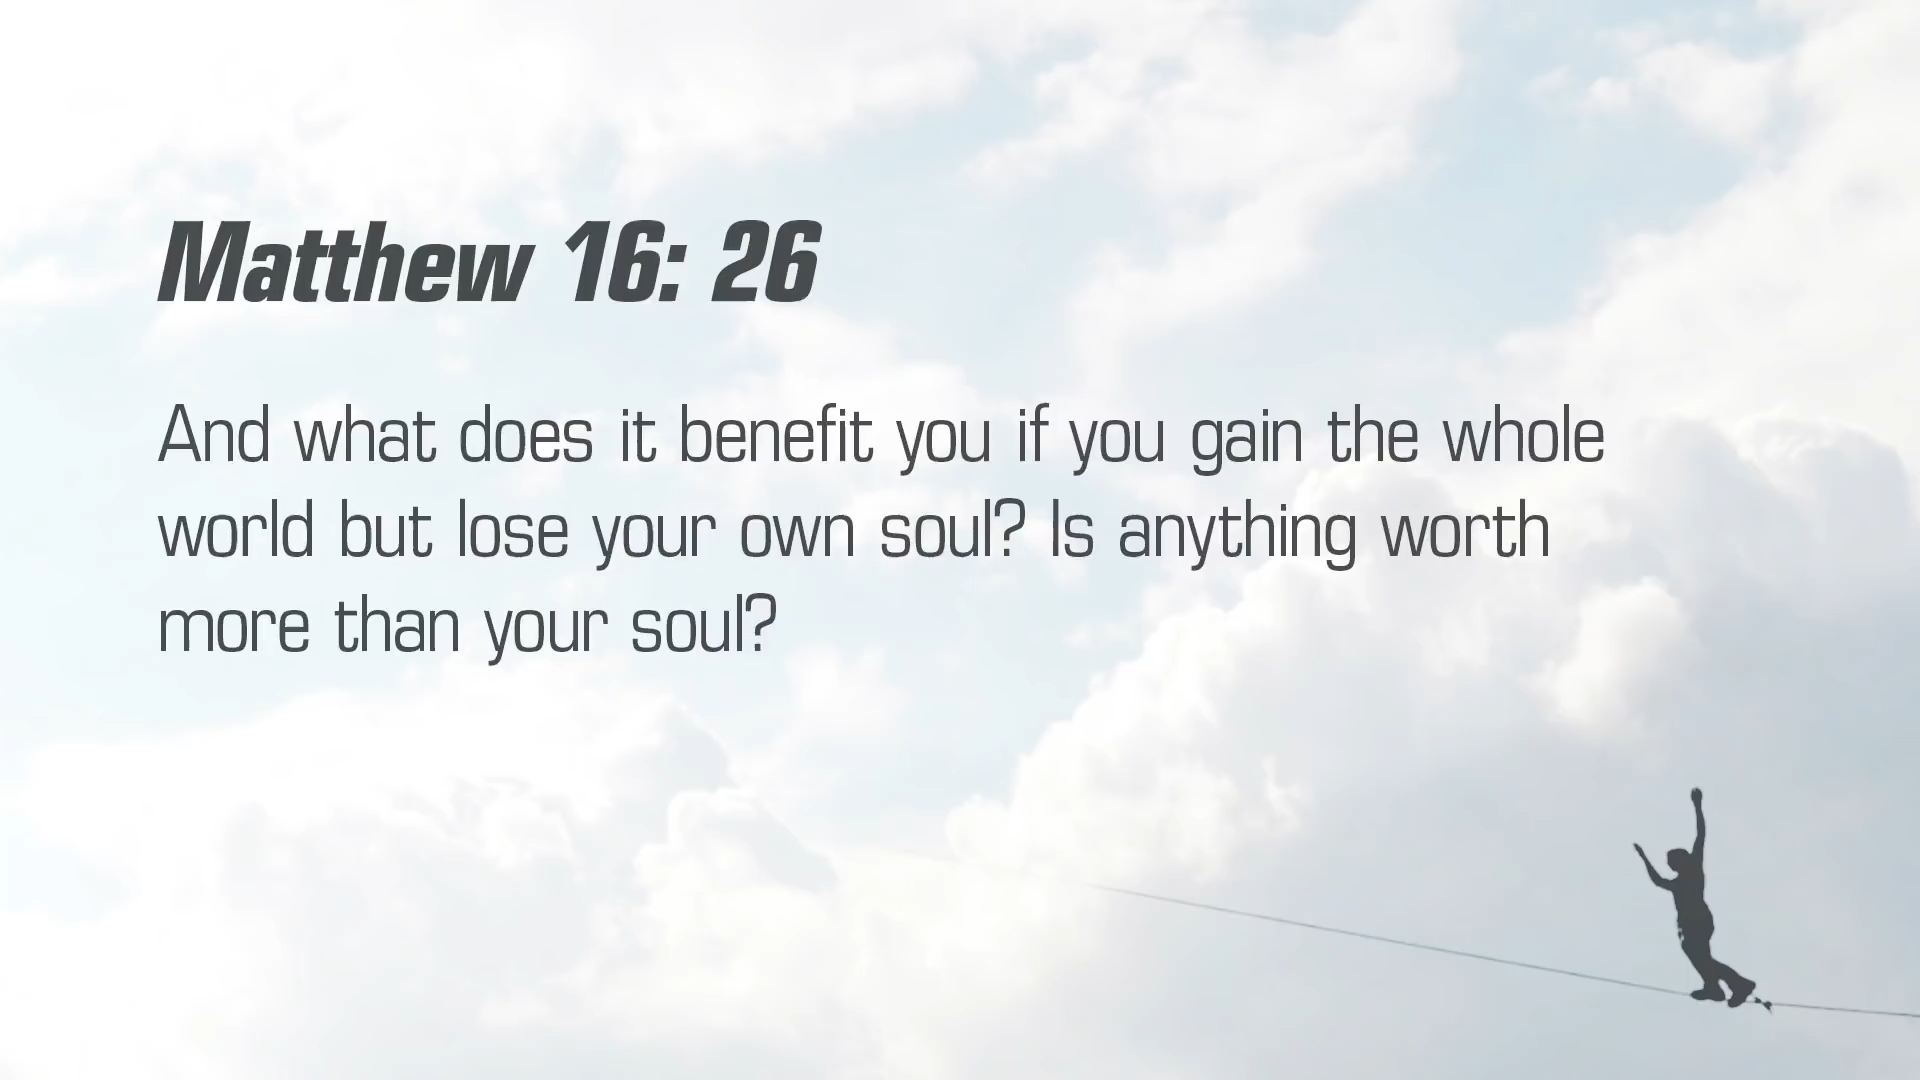 Matthew 16: 26
And what does it benefit you if you gain the whole
world but lose your own soul? Is anything worth
more than your soul?